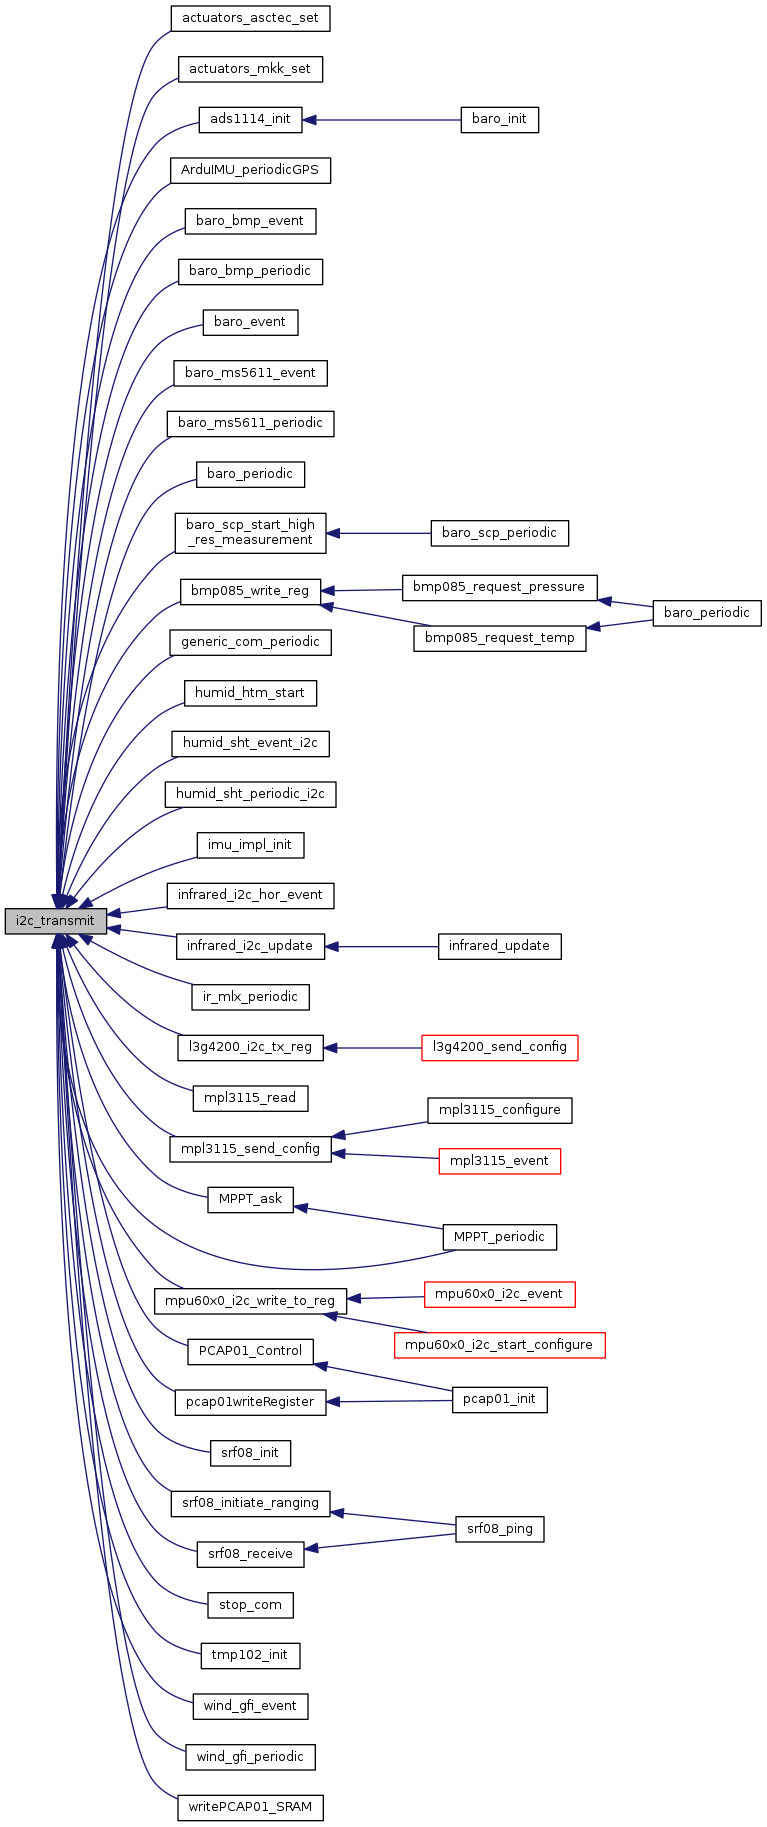 actuators_asctec_set
actuators_mkk_set
ads1114_init
baro_init
ArduIMU_periodicGPS
baro_bmp_event
baro_bmp_periodic
baro_event
baro_ms5611_event
baro_ms5611_periodic
baro_periodic
baro_scp_start_high
_res_measurement
baro_scp_periodic
bmp085_write_reg
bmp085_request_pressure
baro_periodic
bmp085_request_temp
generic_com_periodic
humid_htm_start
humid_sht_event_i2c
humid_sht_periodic_i2c
imu_impl_init
infrared_i2c_hor_event
i2c_transmit
infrared_i2c_update
infrared_update
ir_mlx_periodic
l3g4200_i2c_tx_reg
l3g4200_send_config
mpl3115_read
mpl3115_configure
mpl3115_send_config
mpl3115_event
MPPT_ask
MPPT_periodic
mpu60x0_i2c_write_to_reg
mpu60x0_i2c_event
mpu60x0_i2c_start_configure
PCAP01_Control
pcap01writeRegister
pcap01_init
srf08_init
srf08_initiate_ranging
srf08_ping
srf08_receive
stop_com
tmp102_init
wind_gfi_event
wind_gfi_periodic
writePCAP01_SRAM